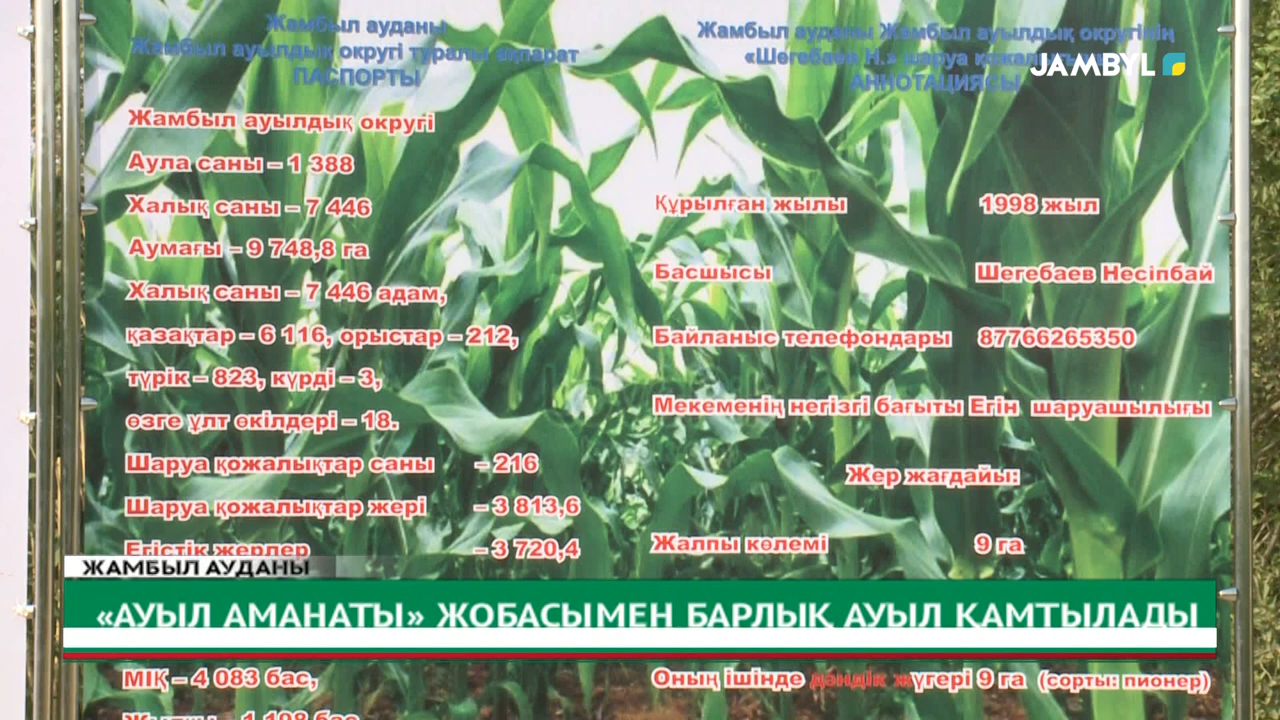 Жамбыл ауданы
Жамбыл ауылдық округі туралы ақпарат
ПАСПОРТЫ
Жамбыл ауылдық округі
Аула саны – 1 388
Халық саны – 7 446
Аумағы – 9 748,8 га
Халық саны – 7 446 адам,
қазақтар – 6 116, орыстар – 212,
түрік – 823, күрді – 3,
өзге ұлт өкілдері – 18.
Шаруа қожалықтар саны – 216
Шаруа қожалықтар жері – 3 813,6
Егістік жерлер – 3 720,4
МІҚ – 4 083 бас,
Жылқы – 1 198 бас
Жамбыл ауданы Жамбыл ауылдық округінің
«Шегебаев Н.» шаруа
АННОТАЦИЯСЫ
JAMBYL
Құрылған жылы 1998 жыл
Басшысы Шегебаев Несіпбай
Байланыс телефондары 87766265350
Мекеменің негізгі бағыты Егін шаруашылығы
Жер жағдайы:
Жалпы көлемі 9 га
Оның ішінде дәндік жүгері 9 га (сорты: пионер)
ЖАМБЫЛ АУДАНЫ
«АУЫЛ АМАНАТЫ» ЖОБАСЫМЕН БАРЛЫҚ АУЫЛ ҚАМТЫЛАДЫ